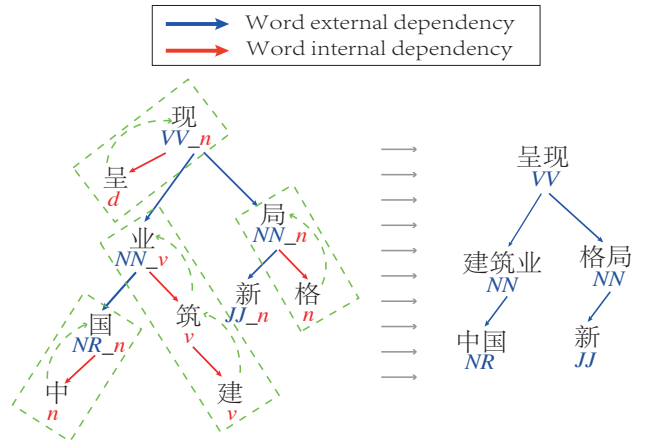 Word external dependency
Word internal dependency
现
VV_n
呈
d
局
NN_n
业
NN_v
新
JJ_n
格
n
国
NR_n
筑
v
中
n
建
v
呈现
VV
建筑业
NN
格局
NN
中国
NR
新
JJ